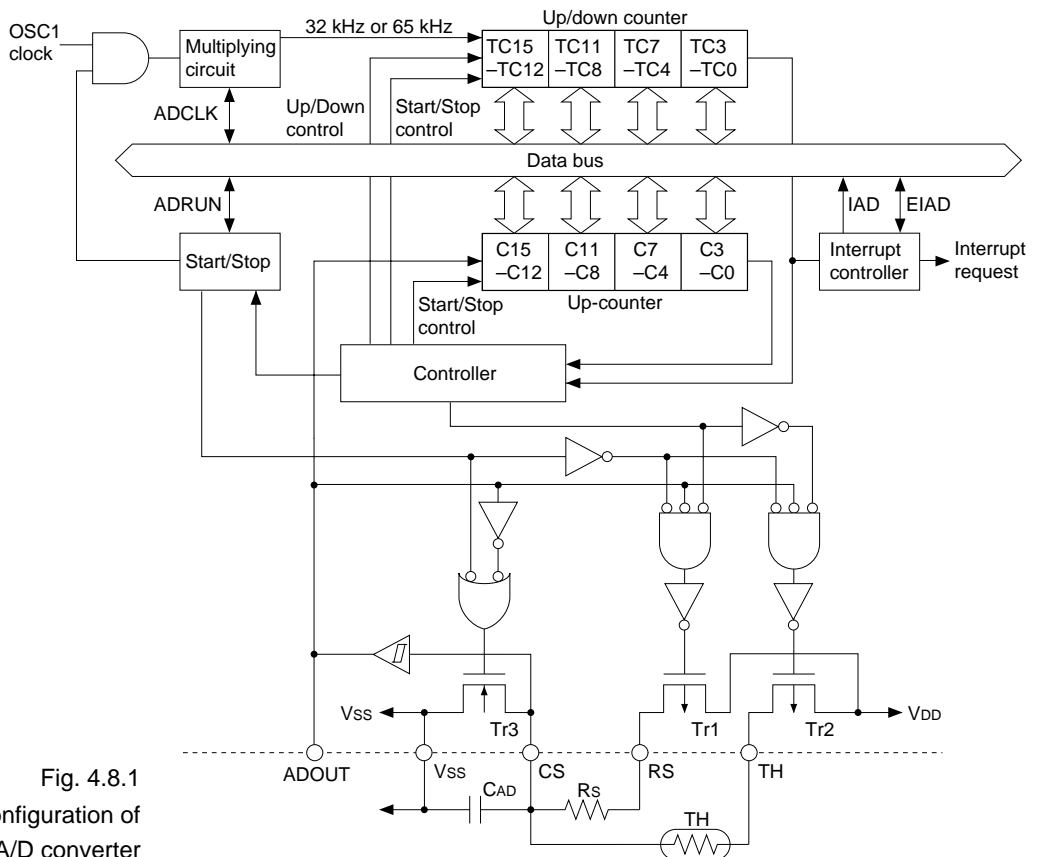 OSC1
clock
Multiplying
circuit
32 kHz or 65 kHz
Up/down counter
TC15
–TC12
TC11
–TC8
TC7
–TC4
TC3
–TC0
ADCLK
Up/Down
control
Start/Stop
control
Data bus
ADRUN
IAD
EIAD
Start/Stop
C15
–C12
C11
–C8
C7
–C4
C3
–C0
Interrupt
controller
Interrupt
request
Start/Stop
control
Up-counter
Controller
VSS
Tr3
Tr1
Tr2
VDD
ADOUT
VSS
CS
RS
TH
CAD
RS
TH
Fig. 4.8.1
onfiguration of
A/D converter